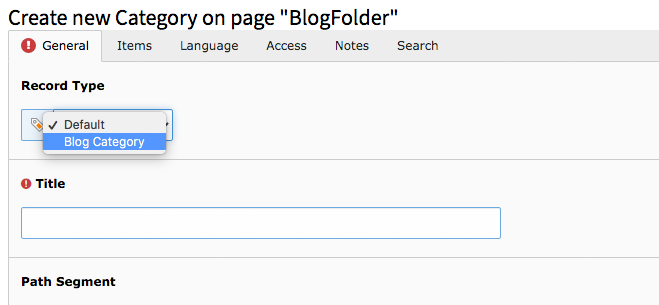 Create new Category on page "BlogFolder"
General Items Language Access Notes Search
Record Type
✓ Default
Blog Category
Title
Path Segment